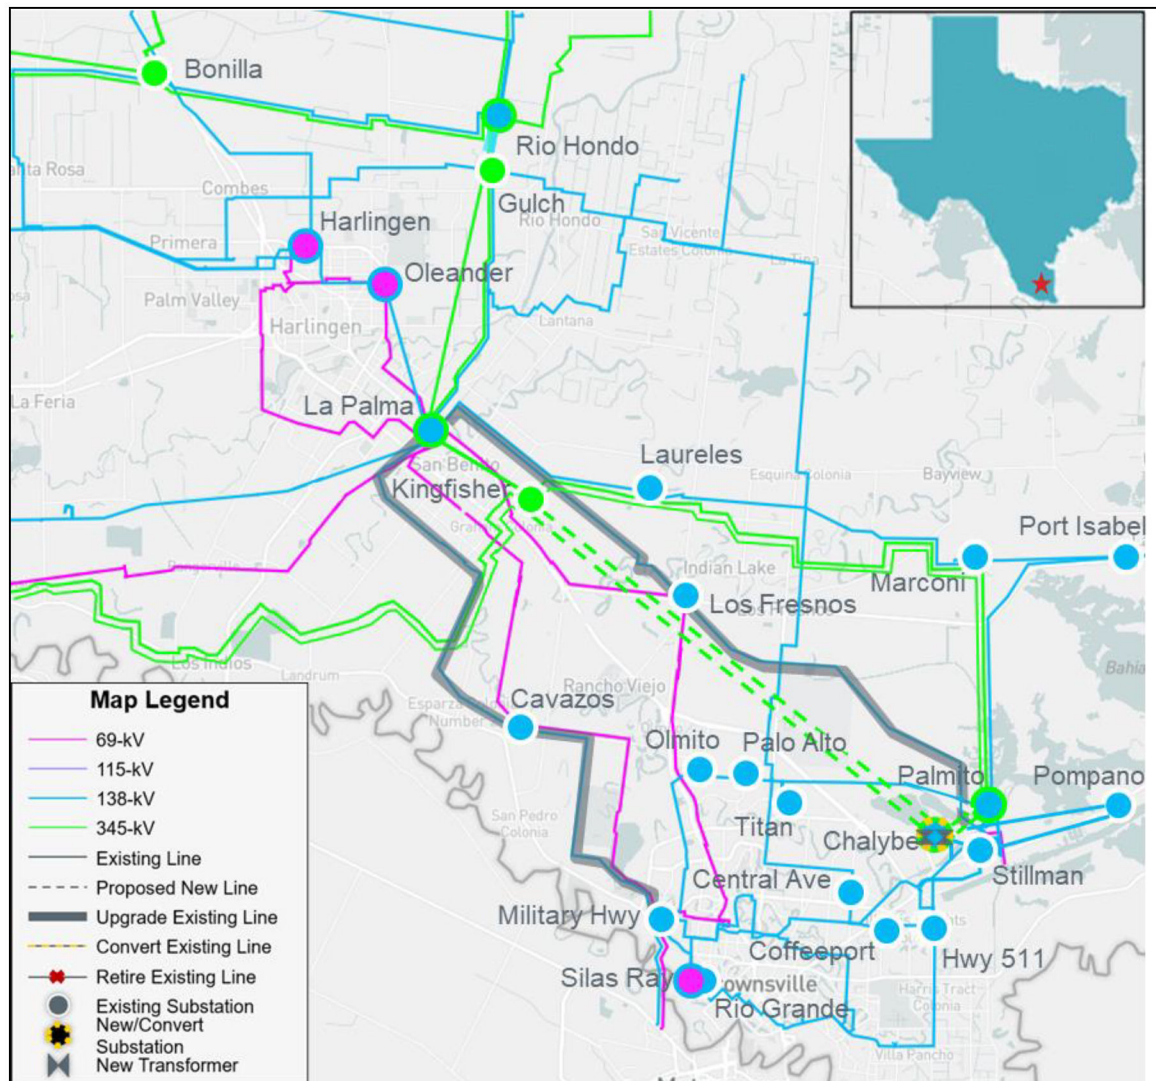 Bonilla
Rio Hondo
Gulch
Rio Hondo
Combes
Harlingen
Primera
Oleander
San Vicente
Estates Colonia
La Tina
Palm Valley
Harlingen
Lantana
La Feria
La Palma
San Benito
Laureles
Esquina Colonia
Bayview
Kingfisher
Port Isabel
Indian Lake
Marconi
Los Fresnos
Los Indios
Landrum
Rancho Viejo
Bahia
Map Legend
69-kV
115-kV
138-kV
345-kV
Existing Line
Proposed New Line
Upgrade Existing Line
Convert Existing Line
Retire Existing Line
Existing Substation
New/Convert
Substation
New Transformer
Cavazos
Number
Olmito
Palo Alto
Palmito
Pompano
San Pedro
Colonia
Titan
Chalybe
Stillman
Central Ave
Military Hwy
Coffeeport
Hwy 511
Silas Ray
ownsville
Rio Grande
Harris Tract
Colonia
Villa Pancho